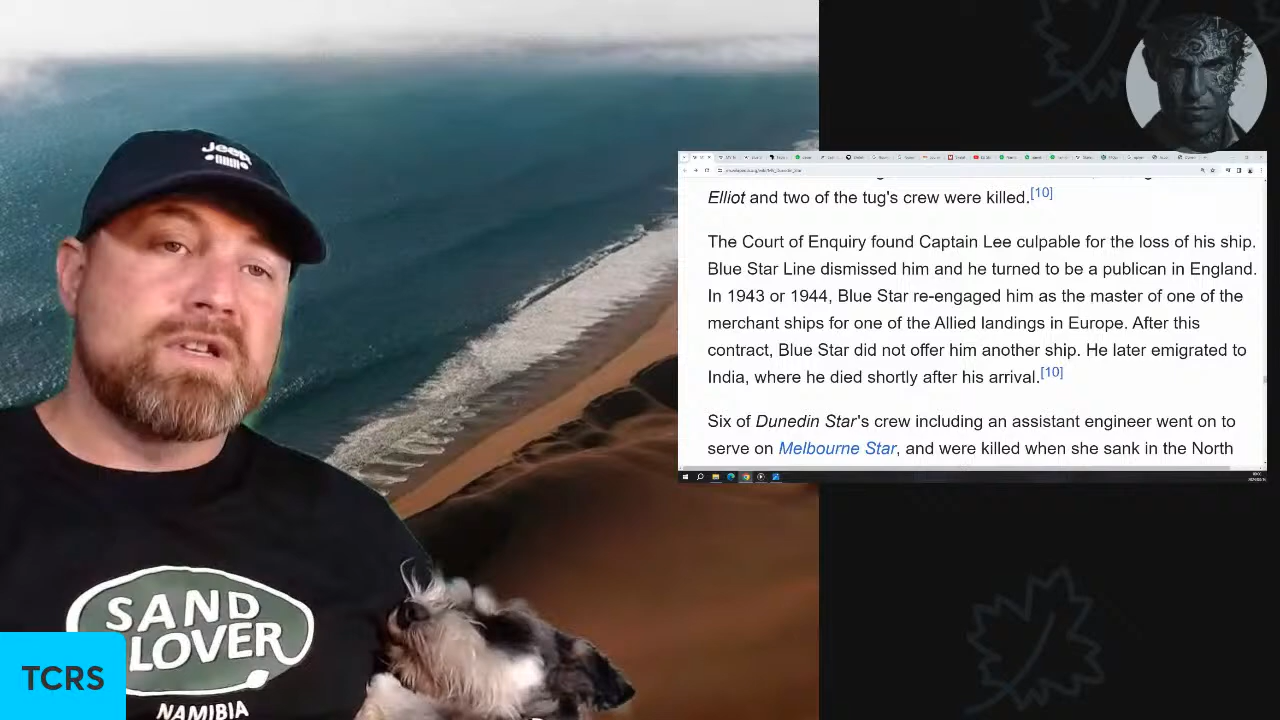 Jeep
SAND
LOVER
NAMIBIA
TCRS
Elliot and two of the tug's crew were killed.[10]
The Court of Enquiry found Captain Lee culpable for the loss of his ship.
Blue Star Line dismissed him and he turned to be a publican in England.
In 1943 or 1944, Blue Star re-engaged him as the master of one of the
merchant ships for one of the Allied landings in Europe. After this
contract, Blue Star did not offer him another ship. He later emigrated to
India, where he died shortly after his arrival.[10]
Six of Dunedin Star's crew including an assistant engineer went on to
serve on Melbourne Star, and were killed when she sank in the North